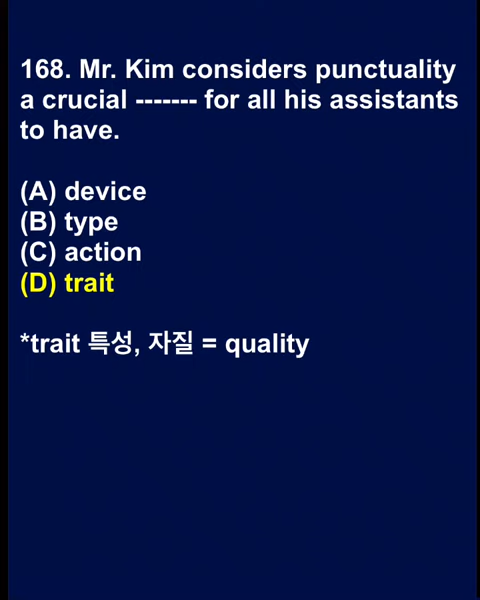 168. Mr. Kim considers punctuality
a crucial ------- for all his assistants
to have.
(A) device
(B) type
(C) action
(D) trait
*trait 특성, 자질 = quality